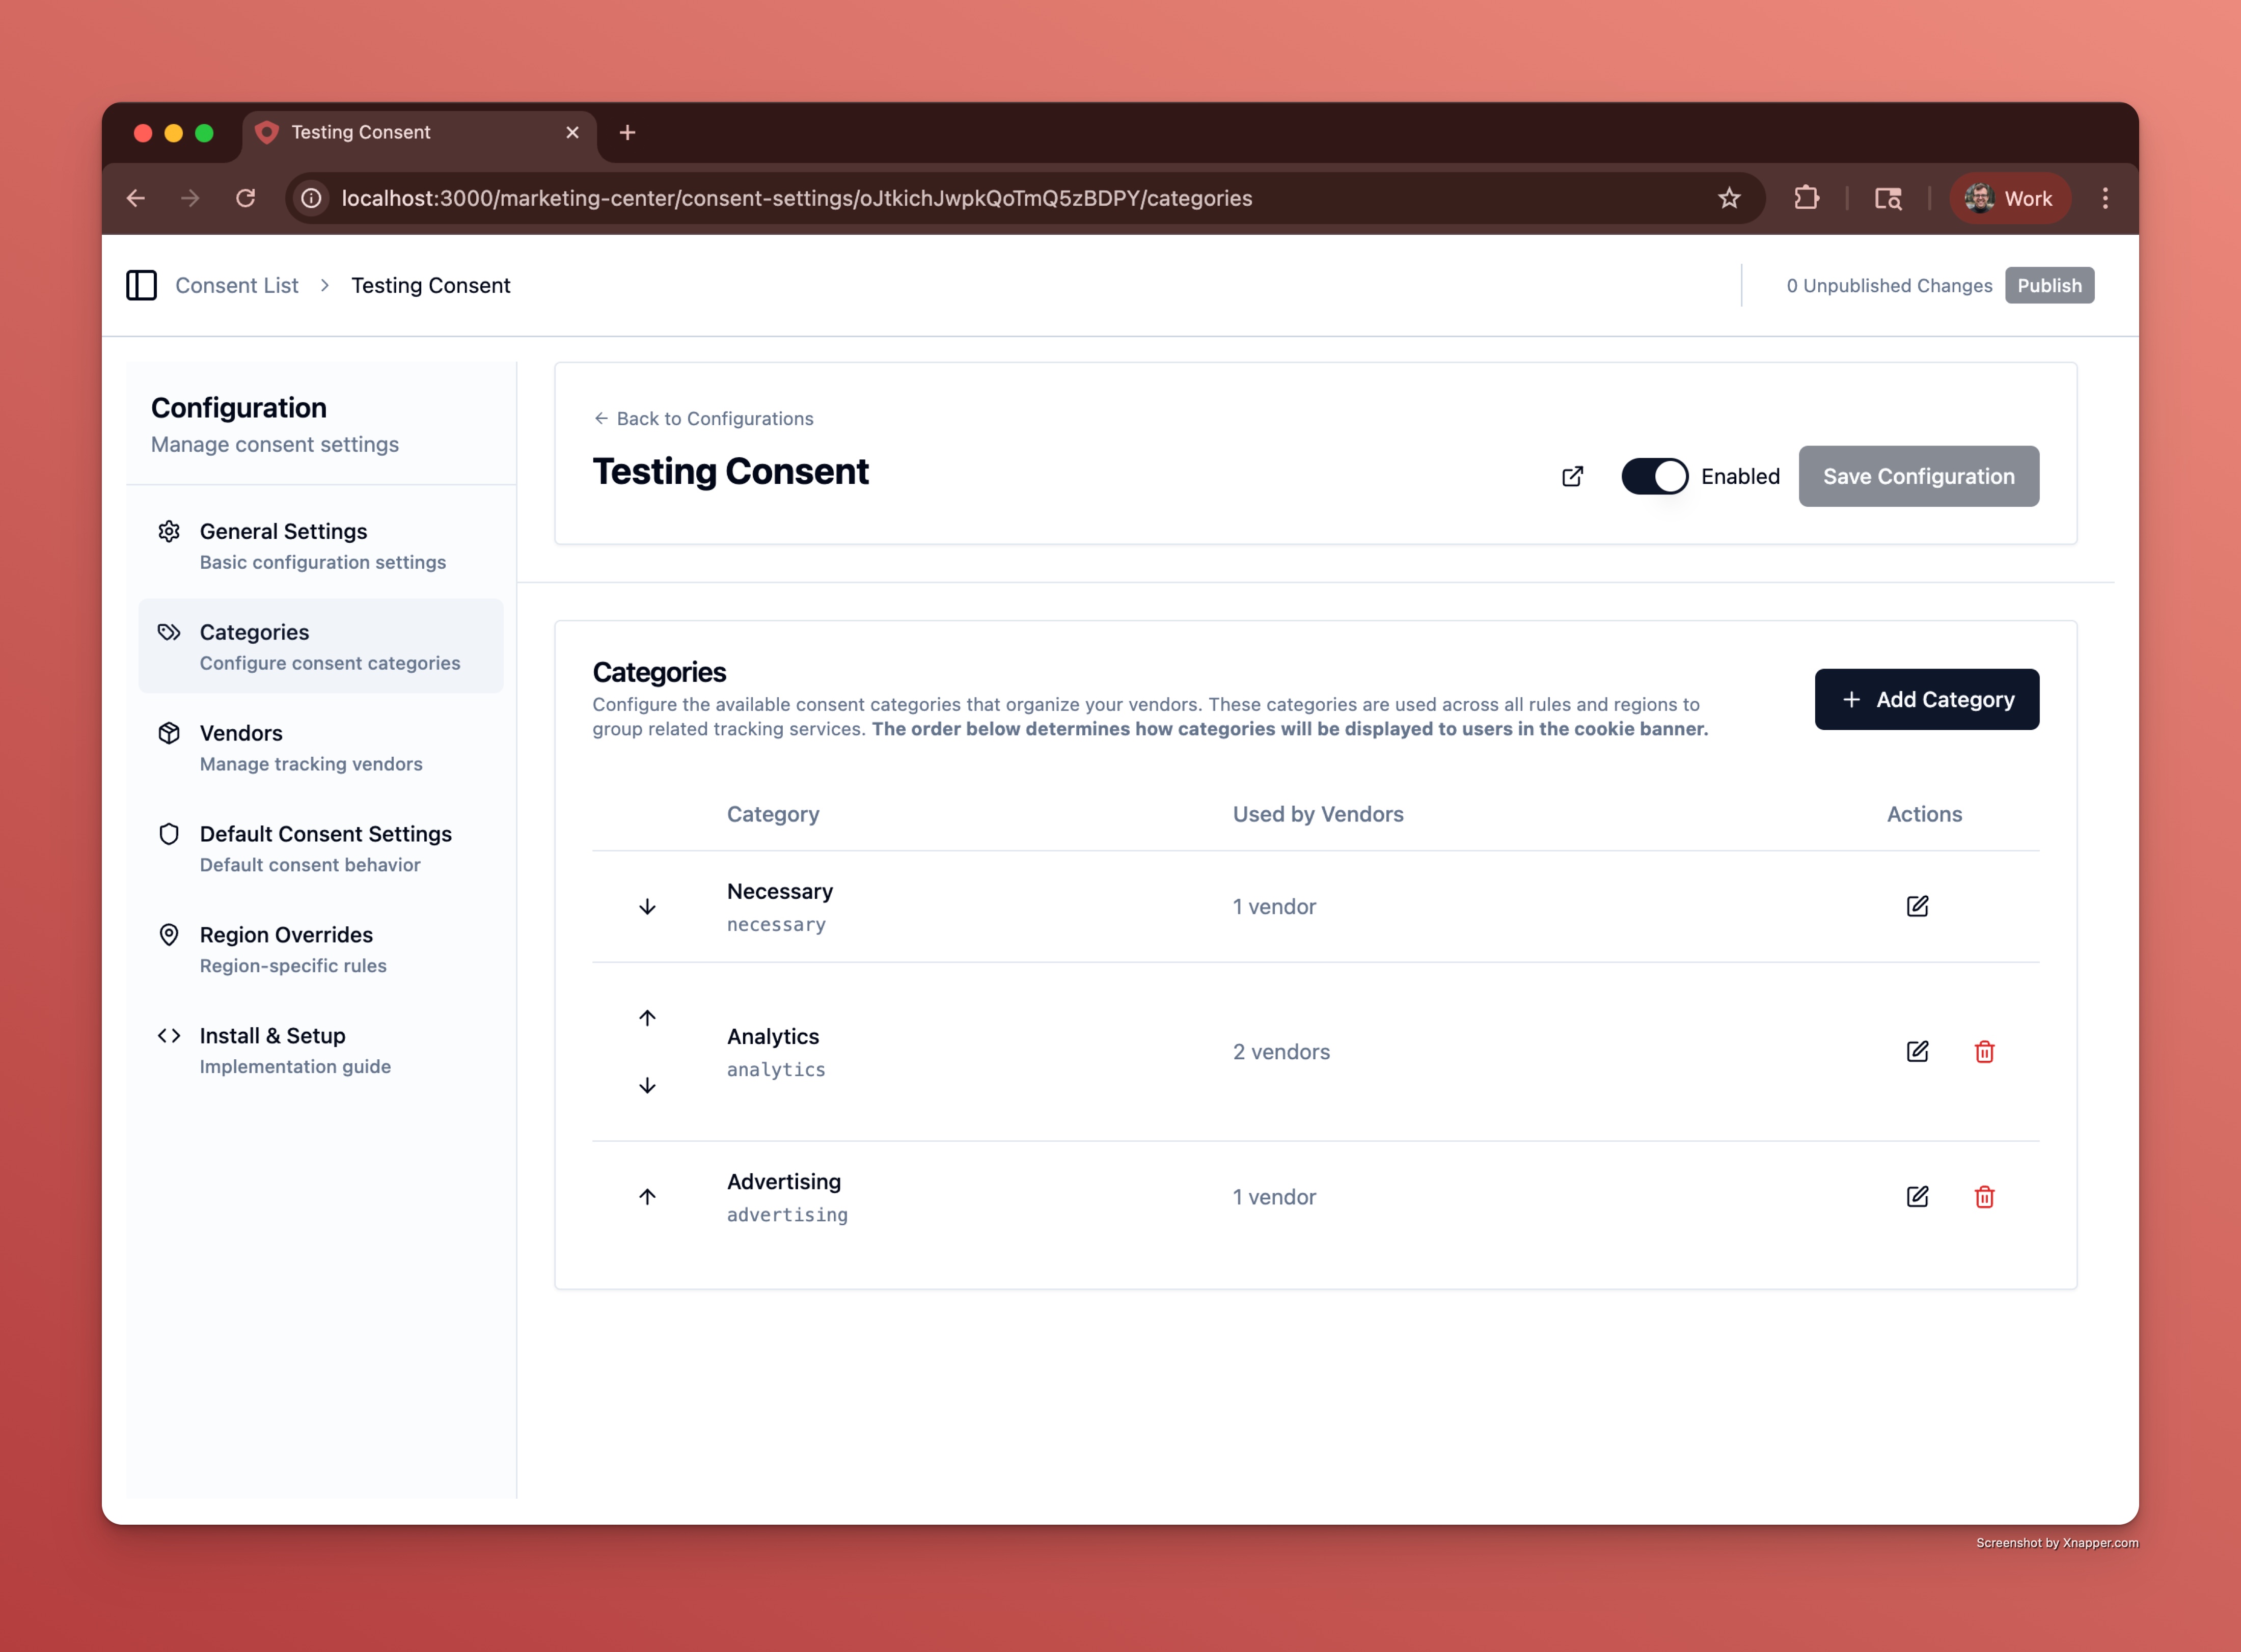 Testing Consent
localhost:3000/marketing-center/consent-settings/oJtkichJwpkQoTmQ5zBDPY/categories
Work
Consent List
Testing Consent
0 Unpublished Changes
Publish
Configuration
Manage consent settings
General Settings
Basic configuration settings
Categories
Configure consent categories
Vendors
Manage tracking vendors
Default Consent Settings
Default consent behavior
Region Overrides
Region-specific rules
Install & Setup
Implementation guide
Back to Configurations
Testing Consent
Enabled
Save Configuration
Categories
Configure the available consent categories that organize your vendors. These categories are used across all rules and regions to
group related tracking services. The order below determines how categories will be displayed to users in the cookie banner.
Add Category
Category
Used by Vendors
Actions
Necessary
necessary
1 vendor
Analytics
analytics
2 vendors
Advertising
advertising
1 vendor
Screenshot by Xnapper.com